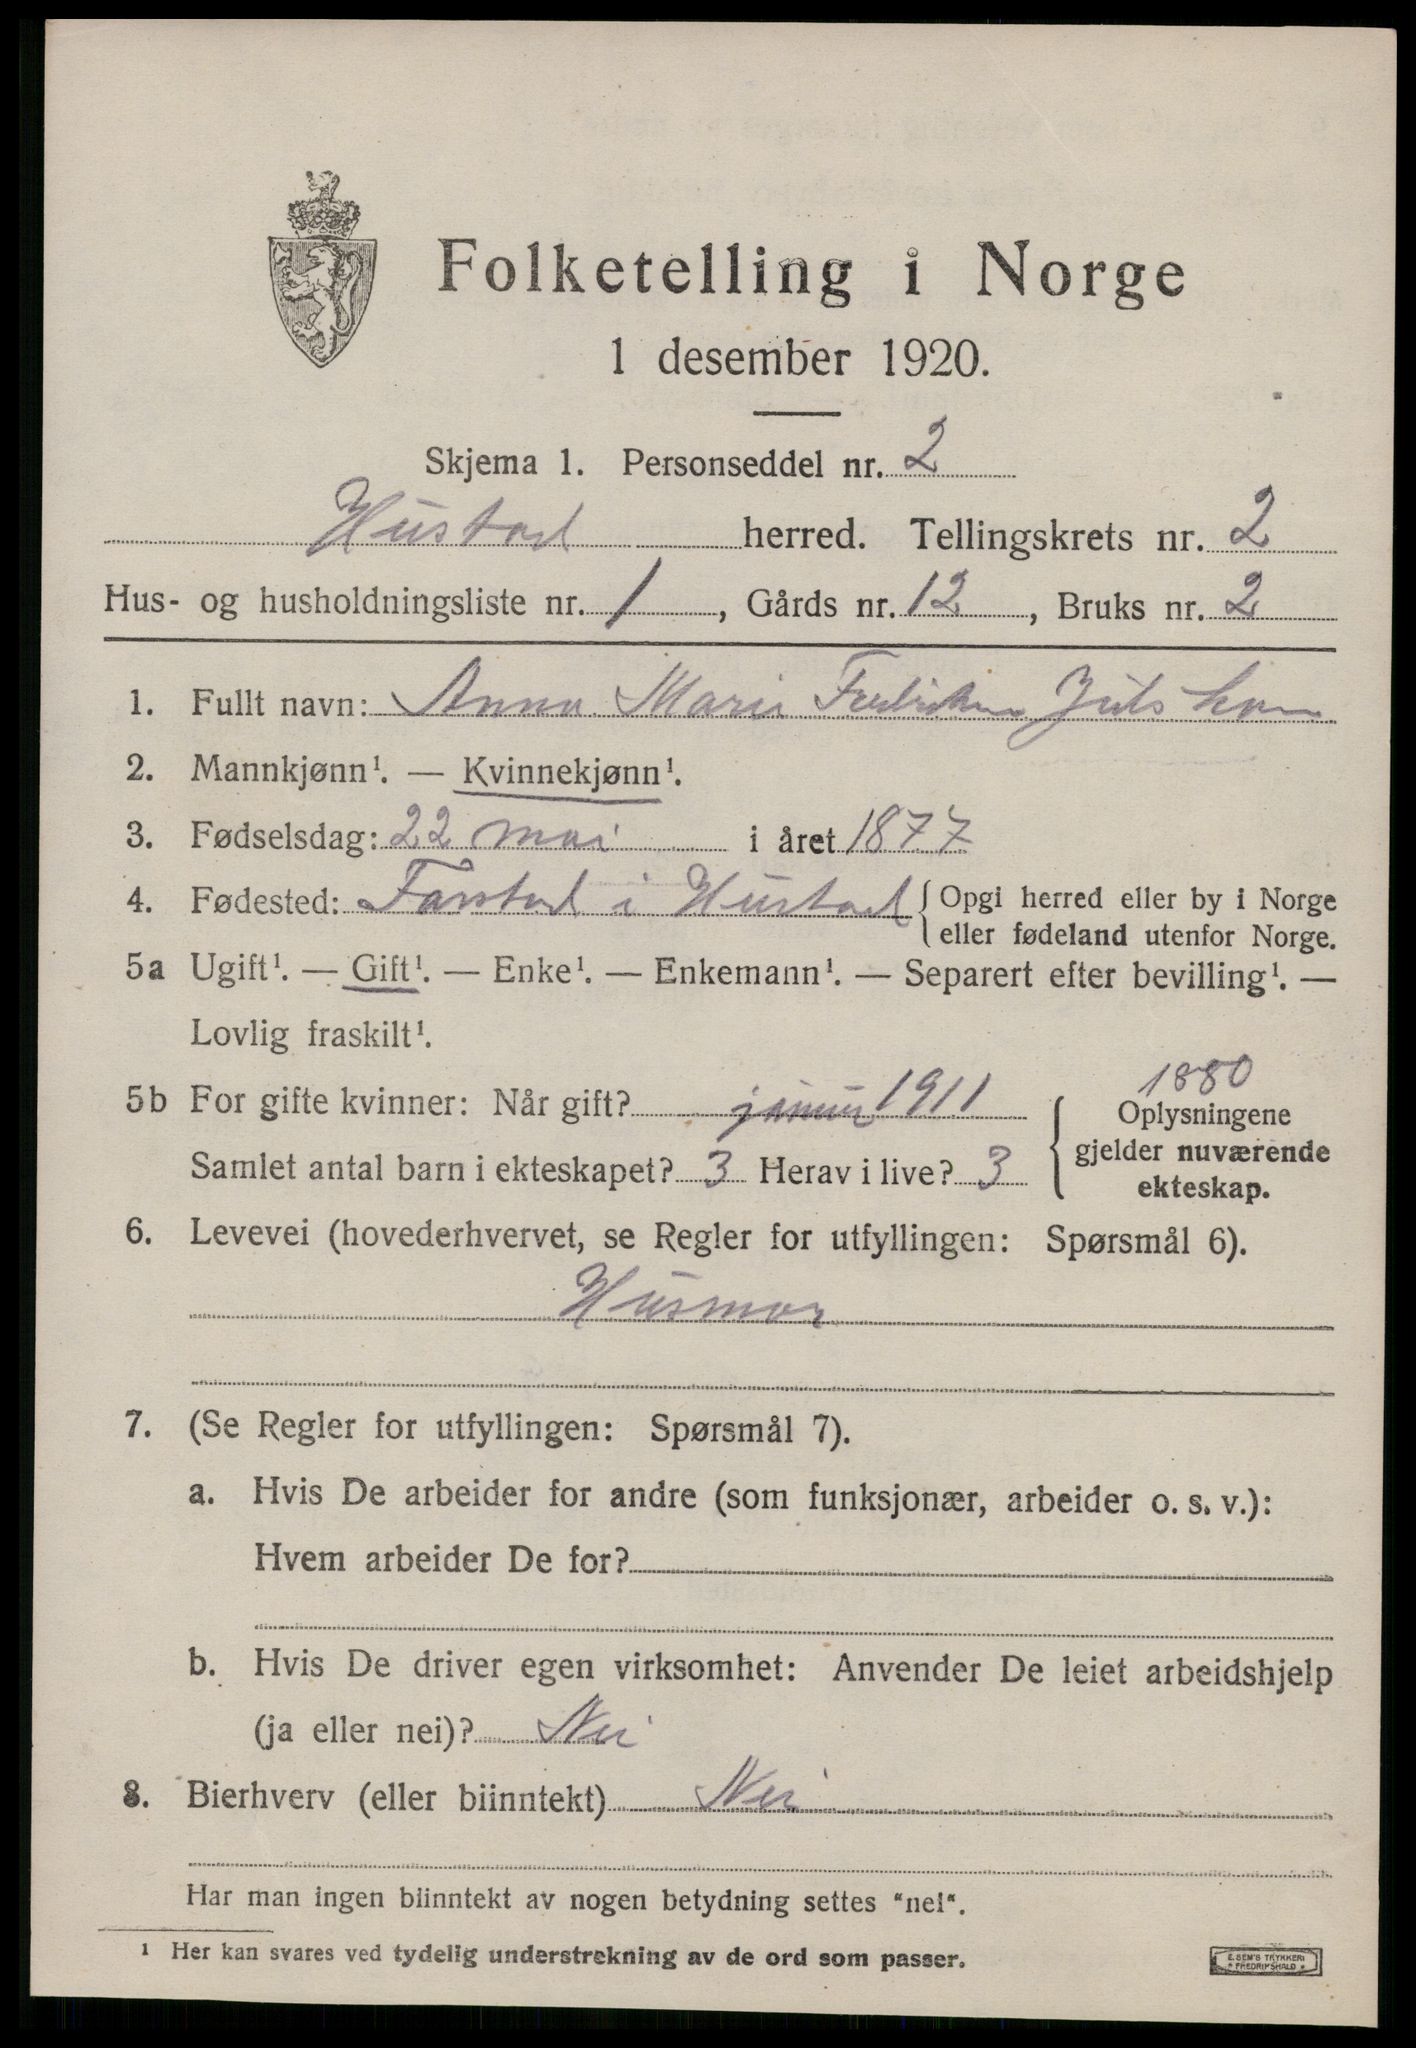 Folketelling i Norge
1 desember 1920.
Skjema 1. Personseddel nr. 2
Hustad herred. Tellingskrets nr. 2
Hus- og husholdningsliste nr. 1, Gårds nr. 12, Bruks nr. 2
1. Fullt navn: Anna Marie
2. Mannkjønn¹. — Kvinnekjønn¹.
3. Fødselsdag: 22 mai i året 1877
4. Fødested: Farstad i Hustad { Opgi herred eller by i Norge
eller fødeland utenfor Norge.
5a Ugift¹. — Gift¹. — Enke¹. — Enkemann¹. — Separert efter bevilling¹. —
Lovlig fraskilt¹.
1880
5b For gifte kvinner: Når gift? 1911
Samlet antal barn i ekteskapet? 3 Herav i live? 3
{ Oplysningene
gjelder nuværende
ekteskap.
6. Levevei (hovederhvervet, se Regler for utfyllingen: Spørsmål 6).
Husmor
7. (Se Regler for utfyllingen: Spørsmål 7).
a. Hvis De arbeider for andre (som funksjonær, arbeider o. s. v.):
Hvem arbeider De for?
b. Hvis De driver egen virksomhet: Anvender De leiet arbeidshjelp
(ja eller nei)? Nei
8. Bierhverv (eller biinntekt) Nei
Har man ingen biinntekt av nogen betydning settes "nei".
¹ Her kan svares ved tydelig understrekning av de ord som passer.
E. SEM'S TRYKKERI
* FREDRIKSHALD *